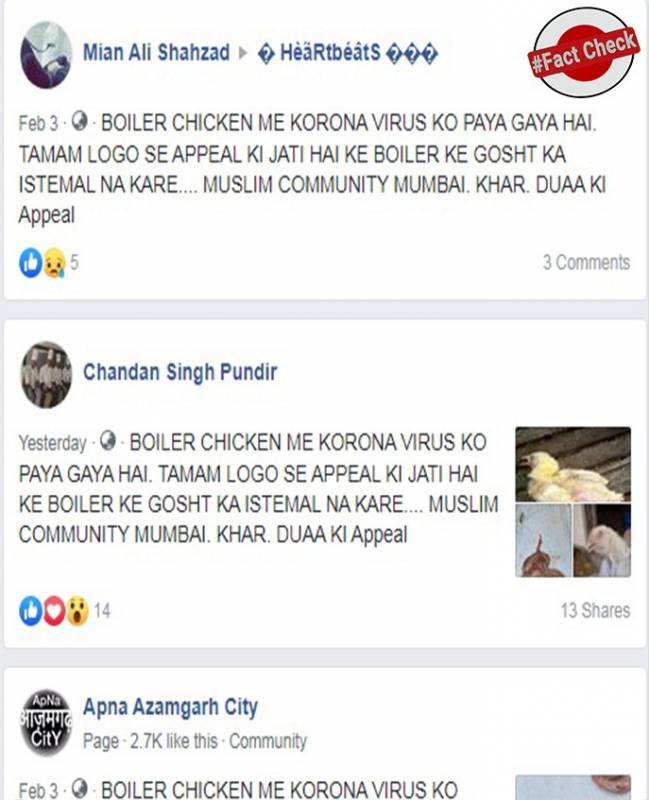 #Fact Check
Mian Ali Shahzad ▸ � HèãRtbéâtS ���
Feb 3 · BOILER CHICKEN ME KORONA VIRUS KO PAYA GAYA HAI.
TAMAM LOGO SE APPEAL KI JATI HAI KE BOILER KE GOSHT KA
ISTEMAL NA KARE.... MUSLIM COMMUNITY MUMBAI. KHAR. DUAA KI
Appeal
5 3 Comments
Chandan Singh Pundir
Yesterday · BOILER CHICKEN ME KORONA VIRUS KO
PAYA GAYA HAI. TAMAM LOGO SE APPEAL KI JATI HAI
KE BOILER KE GOSHT KA ISTEMAL NA KARE.... MUSLIM
COMMUNITY MUMBAI. KHAR. DUAA KI Appeal
14 13 Shares
ApNa
आज़मगढ़
CitY
Apna Azamgarh City
Page · 2.7K like this · Community
Feb 3 · BOILER CHICKEN ME KORONA VIRUS KO